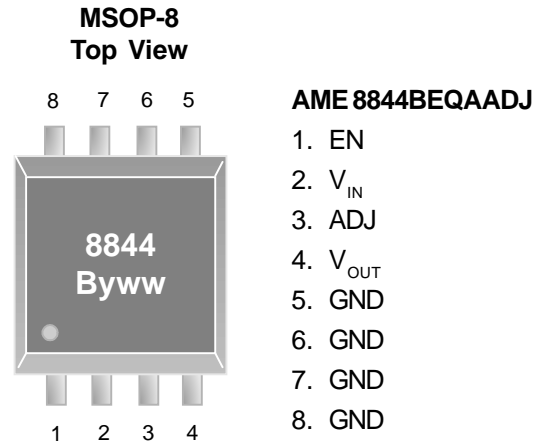 MSOP-8
Top View
8 7 6 5
8844
Byww
1 2 3 4
AME8844BEQAADJ
1. EN
2. VIN
3. ADJ
4. VOUT
5. GND
6. GND
7. GND
8. GND